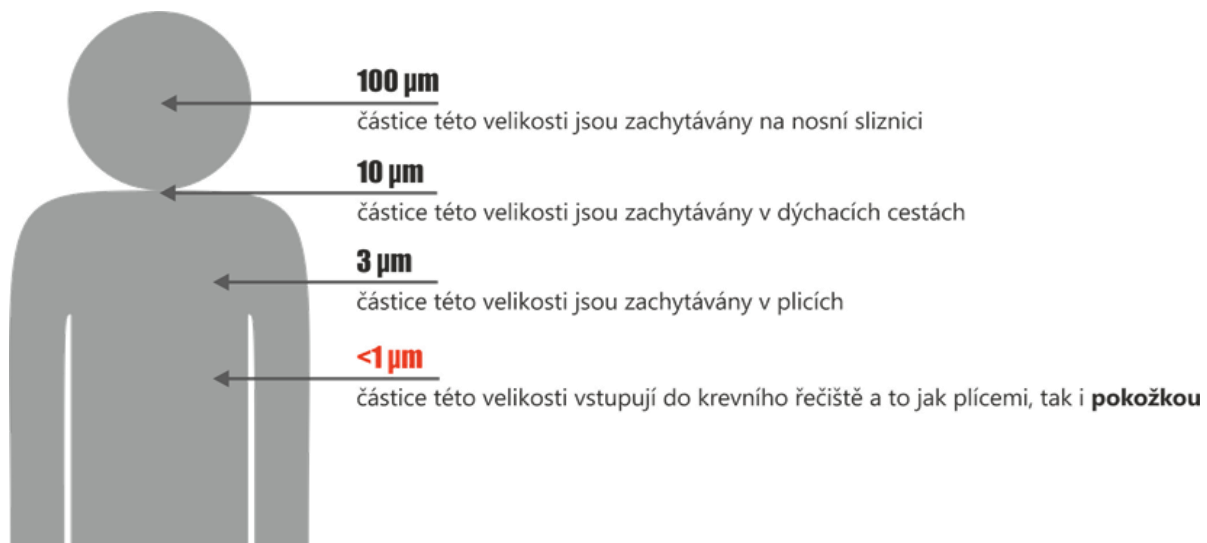 100 µm
částice této velikosti jsou zachytávány na nosní sliznici
10 µm
částice této velikosti jsou zachytávány v dýchacích cestách
3 µm
částice této velikosti jsou zachytávány v plicích
<1 µm
částice této velikosti vstupují do krevního řečiště a to jak plícemi, tak i pokožkou